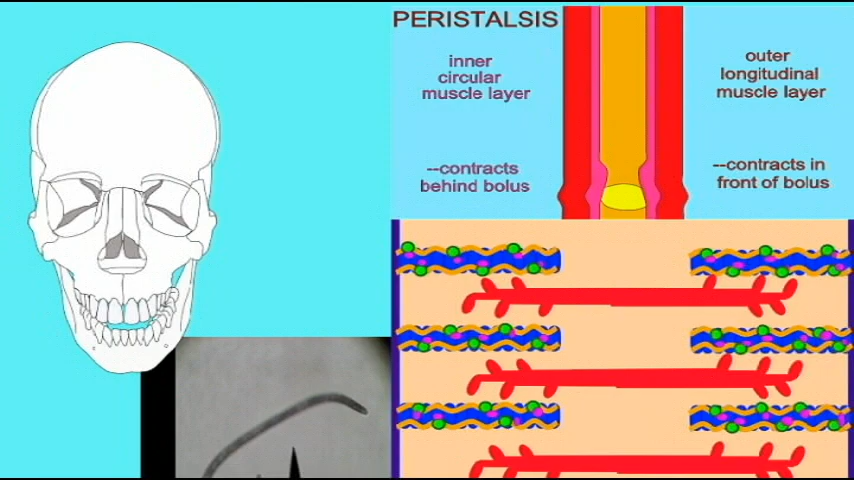 PERISTALSIS
inner
circular
muscle layer
--contracts
behind bolus
outer
longitudinal
muscle layer
--contracts in
front of bolus